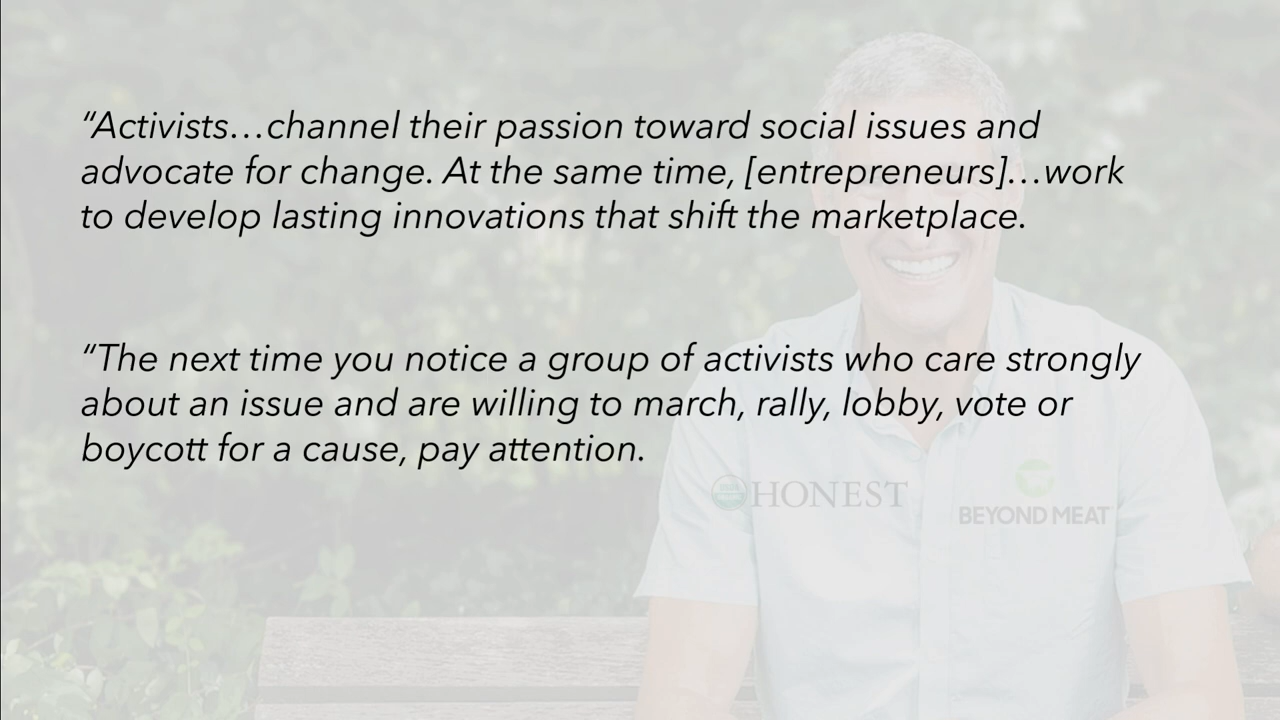 “Activists…channel their passion toward social issues and
advocate for change. At the same time, [entrepreneurs]…work
to develop lasting innovations that shift the marketplace.
“The next time you notice a group of activists who care strongly
about an issue and are willing to march, rally, lobby, vote or
boycott for a cause, pay attention.
HONEST
BEYOND MEAT